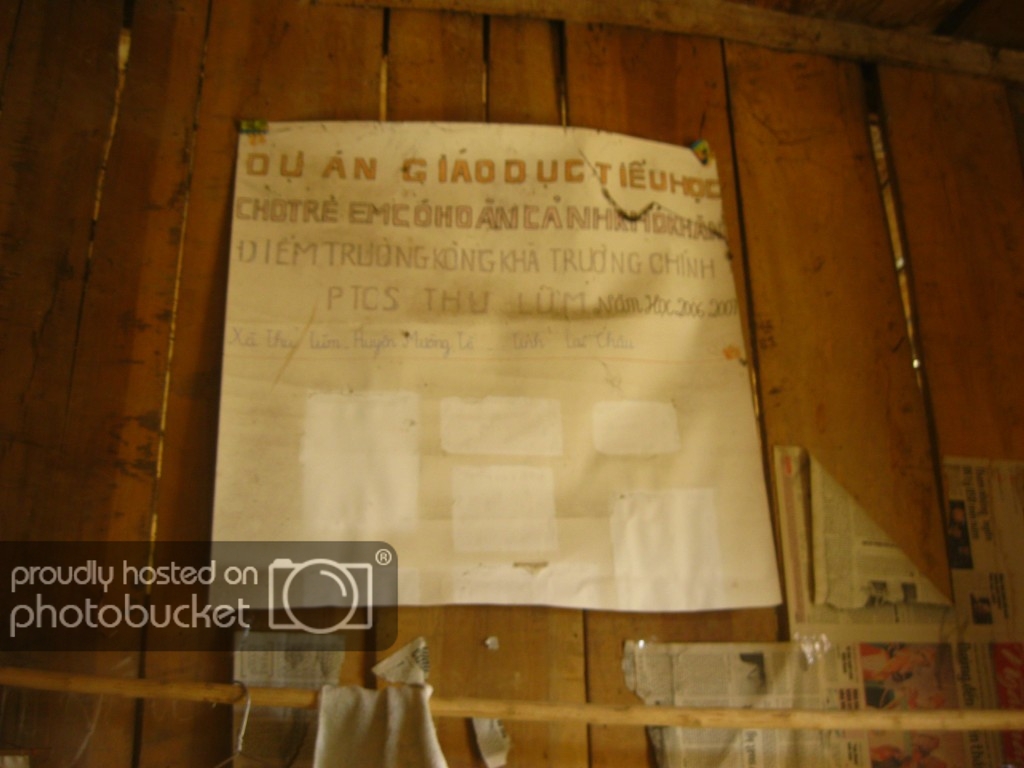 DỰ ÁN GIÁO DỤC TIỂU HỌC
CHO TRẺ EM CÓ HOÀN CẢNH KHÓ KHĂN
ĐIỂM TRƯỜNG KÔNG KHÁ TRƯỜNG CHÍNH
PTCS THU LŨM Năm Học 2006 2007
Xã Thu Lũm Huyện Mường Tè Tỉnh Lai Châu
proudly hosted on
photobucket®